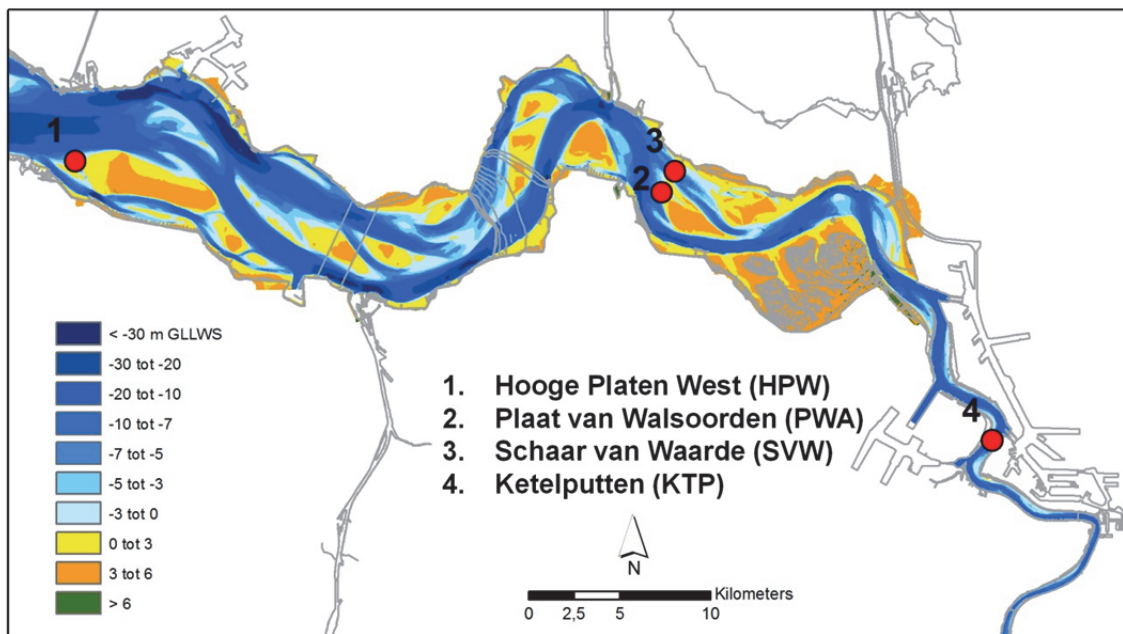 1
3
2
4
< -30 m GLLWS
-30 tot -20
-20 tot -10
-10 tot -7
-7 tot -5
-5 tot -3
-3 tot 0
0 tot 3
3 tot 6
> 6
1. Hooge Platen West (HPW)
2. Plaat van Walsoorden (PWA)
3. Schaar van Waarde (SVW)
4. Ketelputten (KTP)
N
Kilometers
0 2,5 5 10